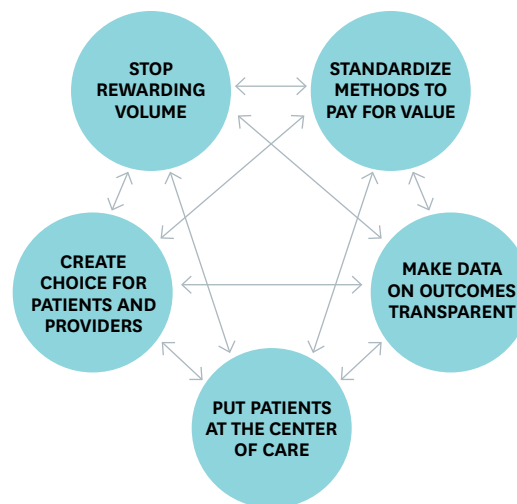 STOP
REWARDING
VOLUME
STANDARDIZE
METHODS TO
PAY FOR VALUE
CREATE
CHOICE FOR
PATIENTS AND
PROVIDERS
MAKE DATA
ON OUTCOMES
TRANSPARENT
PUT PATIENTS
AT THE CENTER
OF CARE